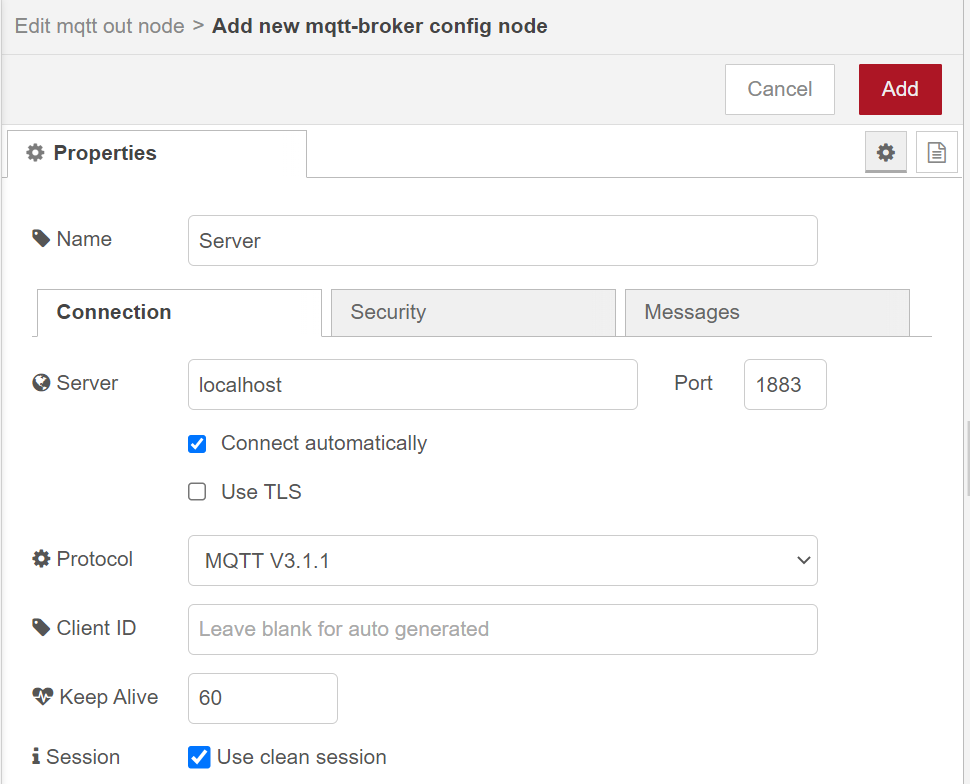 Edit mqtt out node > Add new mqtt-broker config node
Cancel
Add
Properties
Name
Server
Connection
Security
Messages
Server
localhost
Port
1883
Connect automatically
Use TLS
Protocol
MQTT V3.1.1
Client ID
Leave blank for auto generated
Keep Alive
60
Session
Use clean session